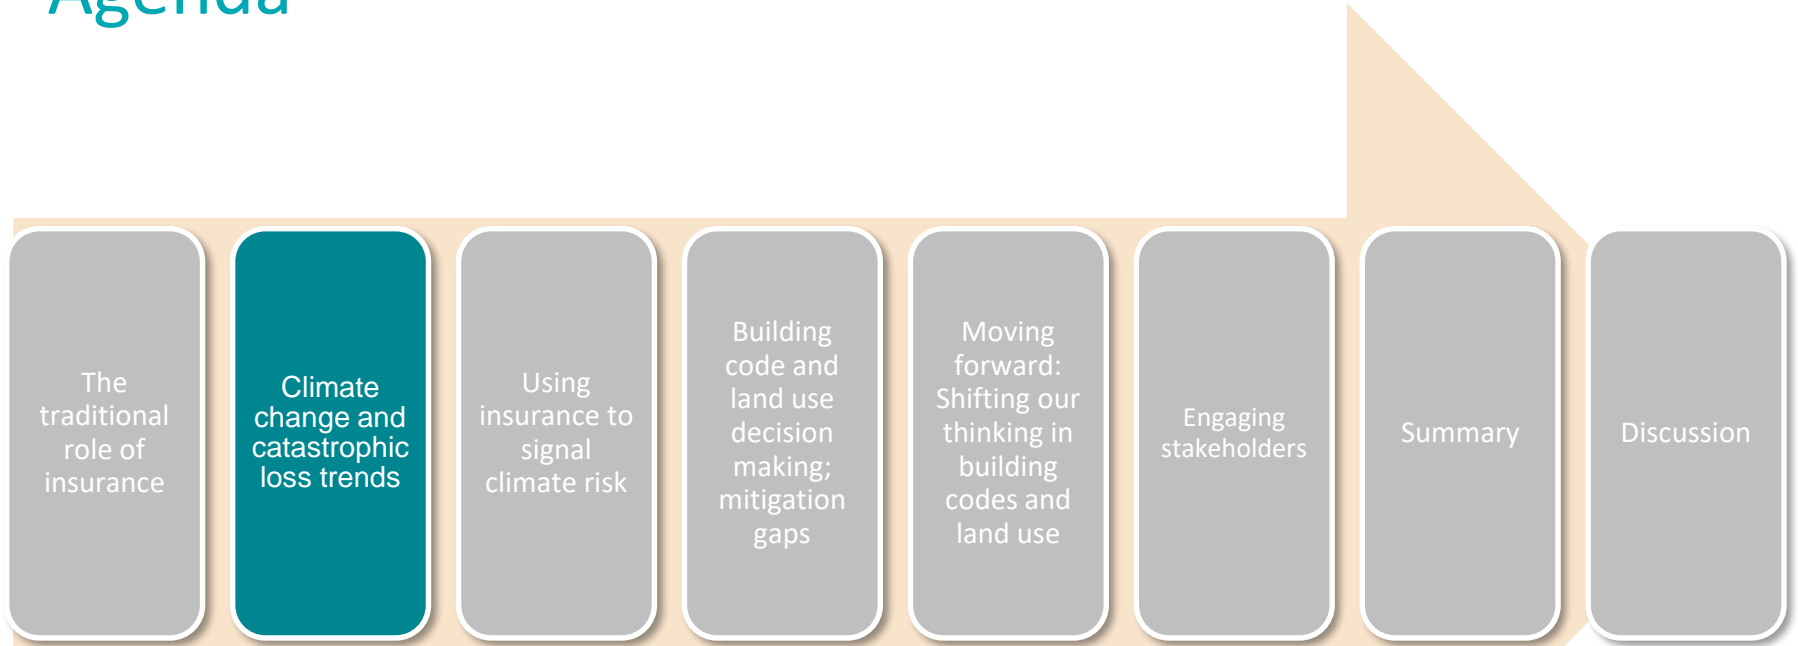 Agenda
The
traditional
role of
insurance
Climate
change and
catastrophic
loss trends
Using
insurance to
signal
climate risk
Building
code and
land use
decision
making;
mitigation
gaps
Moving
forward:
Shifting our
thinking in
building
codes and
land use
Engaging
stakeholders
Summary
Discussion